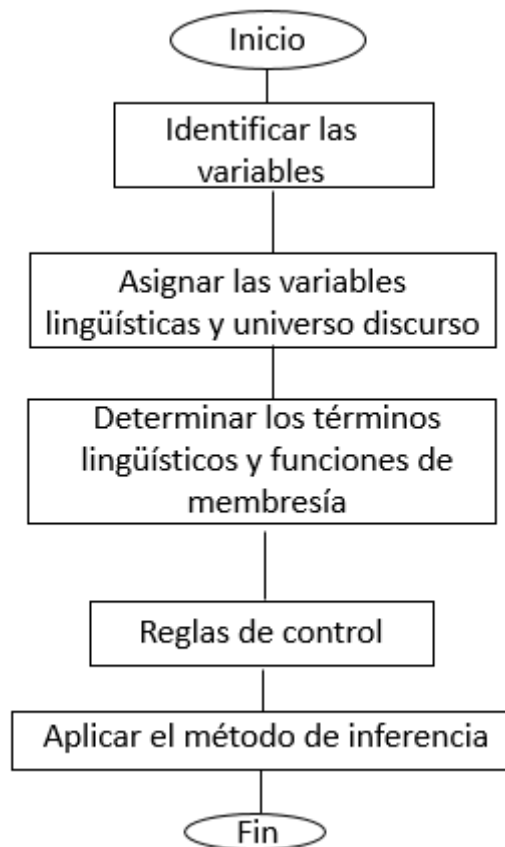 Inicio
Identificar las
variables
Asignar las variables
lingüísticas y universo discurso
Determinar los términos
lingüísticos y funciones de
membresía
Reglas de control
Aplicar el método de inferencia
Fin